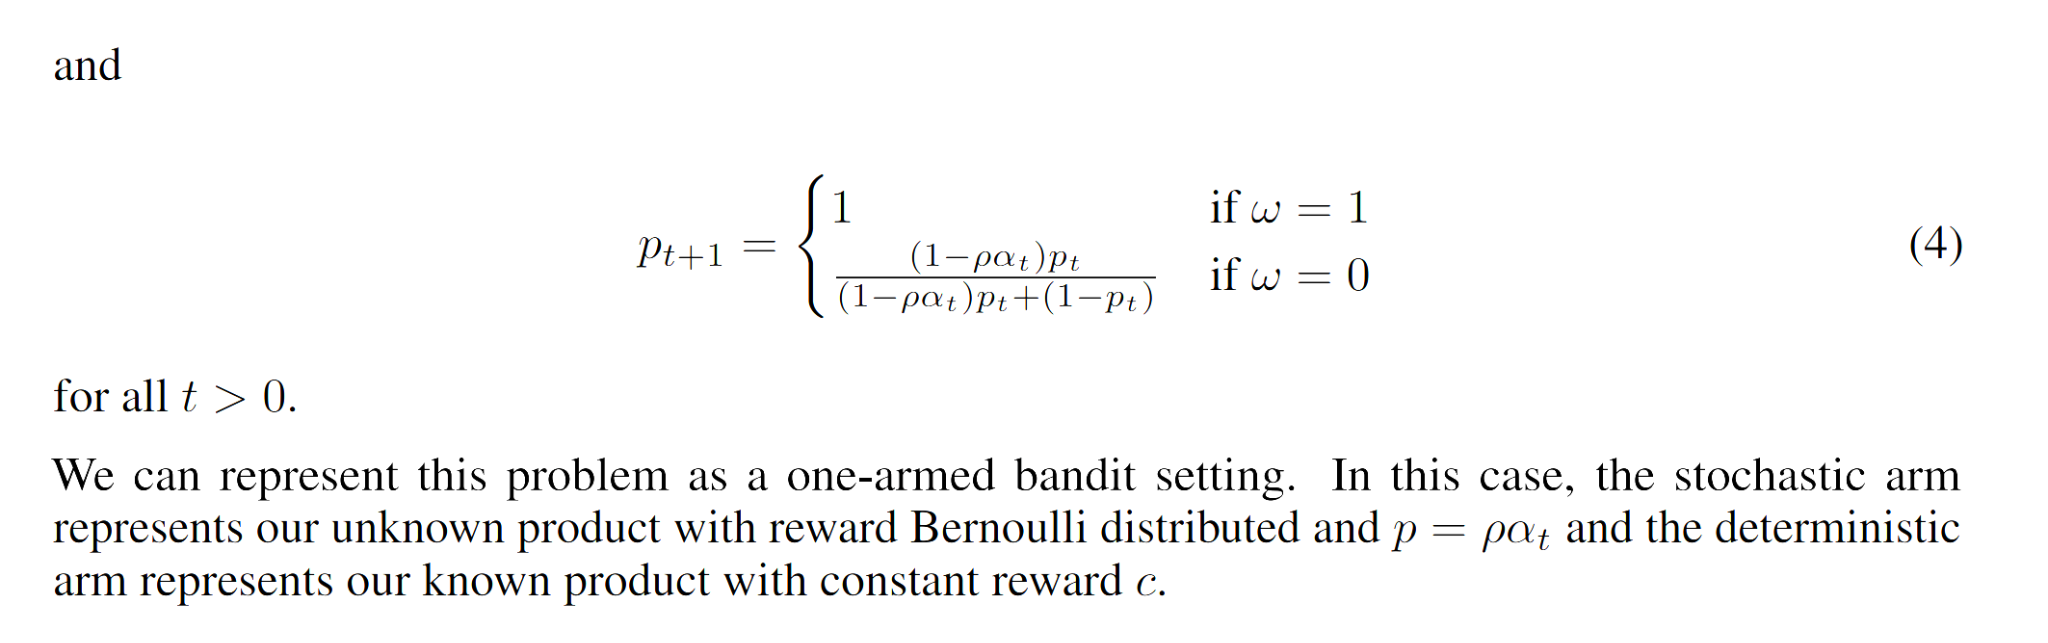 and
p_{t+1} = \begin{cases} 1 & \text{if } \omega = 1 \\ \frac{(1-\rho\alpha_t)p_t}{(1-\rho\alpha_t)p_t+(1-p_t)} & \text{if } \omega = 0 \end{cases} (4)
for all t > 0.
We can represent this problem as a one-armed bandit setting. In this case, the stochastic arm
represents our unknown product with reward Bernoulli distributed and p = ρα_t and the deterministic
arm represents our known product with constant reward c.